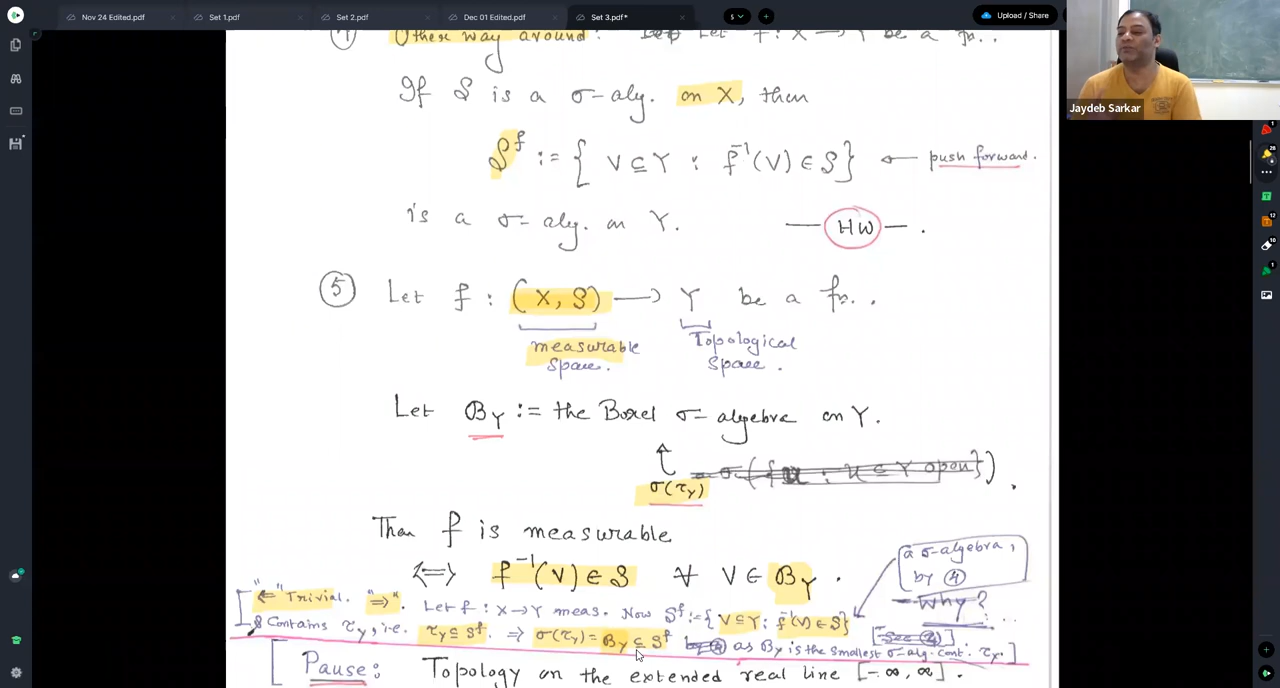 Nov 24 Edited.pdf
Set 1.pdf
Set 2.pdf
Dec 01 Edited.pdf
Set 3.pdf*
Upload / Share
Jaydeb Sarkar
(4) Other way around: Let f : X → Y be a fn..
If S is a σ-alg. on X, then
S^f := { V ⊆ Y : f^{-1}(V) ∈ S } ← push forward.
is a σ-alg. on Y. — HW — .
(5) Let f : (X, S) → Y be a fn..
measurable space. Topological space.
Let B_Y := the Borel σ-algebra on Y.
↑
σ(τ_Y)
Then f is measurable
⟺ f^{-1}(V) ∈ S ∀ V ∈ B_Y .
a σ-algebra, by (4)
Why?
["⇐" Trivial. "⇒". Let f : X → Y meas. Now S^f := {V ⊆ Y : f^{-1}(V) ∈ S}
& Contains τ_Y, i.e. τ_Y ⊆ S^f ⇒ σ(τ_Y) = B_Y ⊆ S^f as B_Y is the smallest σ-alg. cont. τ_Y.]
[ Pause: Topology on the extended real line [-∞, ∞] .